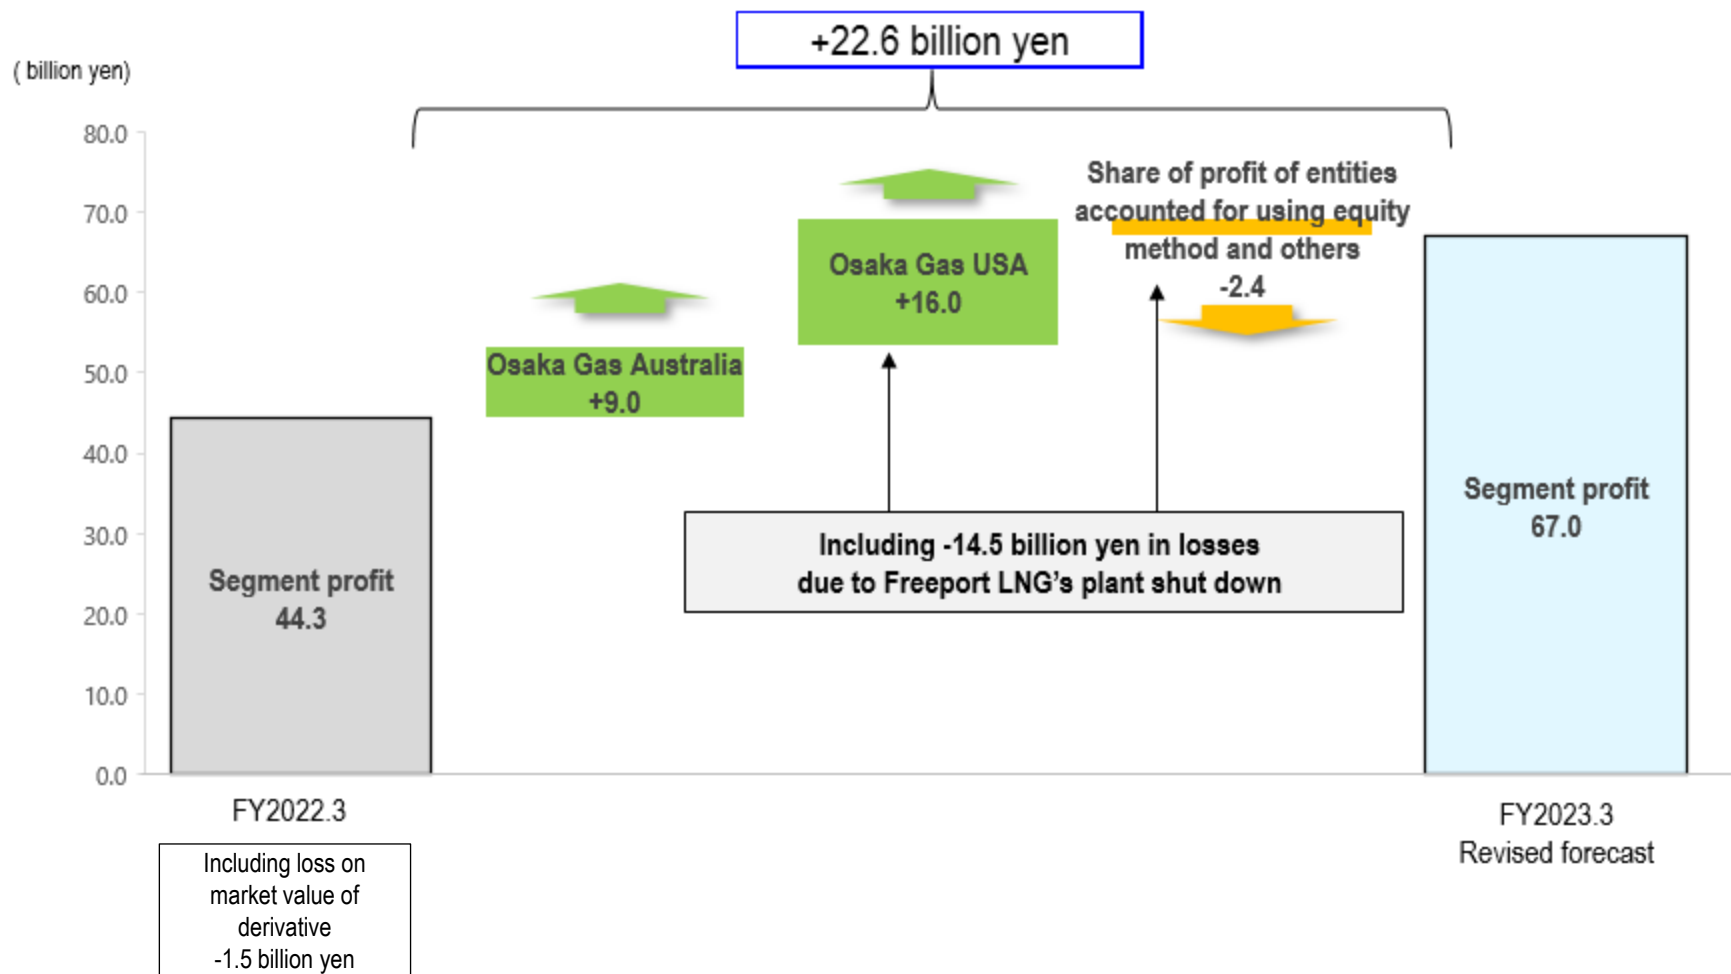 +22.6 billion yen
( billion yen)
80.0
70.0
60.0
50.0
40.0
30.0
20.0
10.0
0.0
Segment profit
44.3
Osaka Gas Australia
+9.0
Osaka Gas USA
+16.0
Share of profit of entities
accounted for using equity
method and others
-2.4
Including -14.5 billion yen in losses
due to Freeport LNG’s plant shut down
Segment profit
67.0
FY2022.3
Including loss on
market value of
derivative
-1.5 billion yen
FY2023.3
Revised forecast